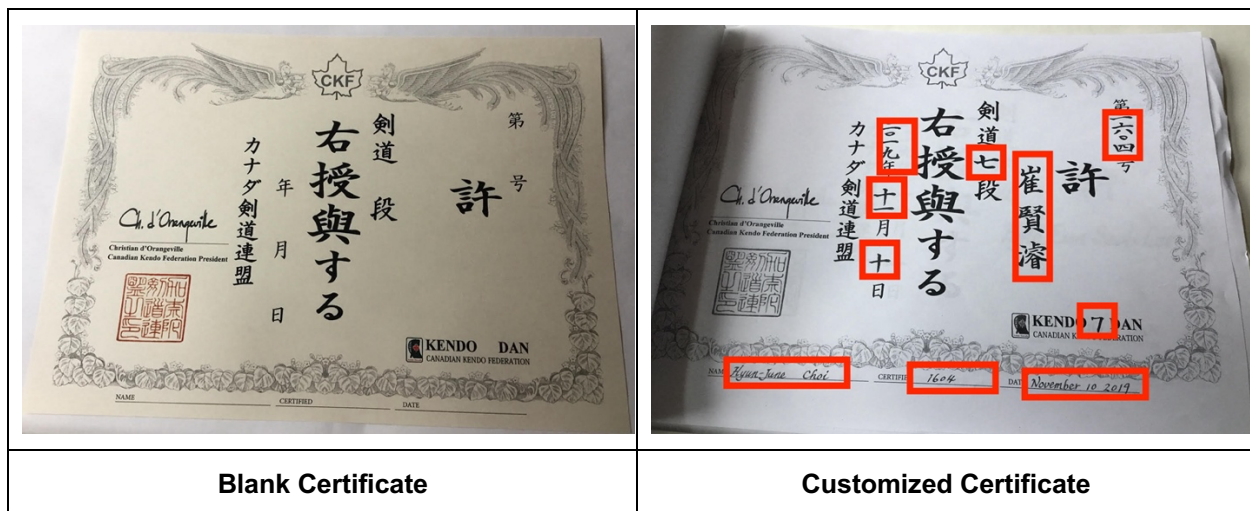 CKF
第 号
許
剣道 段
右授與する
年 月 日
カナダ剣道連盟
Ch. d'Orangeville
Christian d'Orangeville
Canadian Kendo Federation President
KENDO DAN
CANADIAN KENDO FEDERATION
NAME CERTIFIED DATE
CKF
第一六〇四号
許
崔賢濬
剣道七段
右授與する
二〇一九年十一月十日
カナダ剣道連盟
Ch. d'Orangeville
Christian d'Orangeville
Canadian Kendo Federation President
KENDO 7 DAN
CANADIAN KENDO FEDERATION
NAME Hyun-June Choi CERTIFI 1604 DAT November 10 2019
Blank Certificate
Customized Certificate